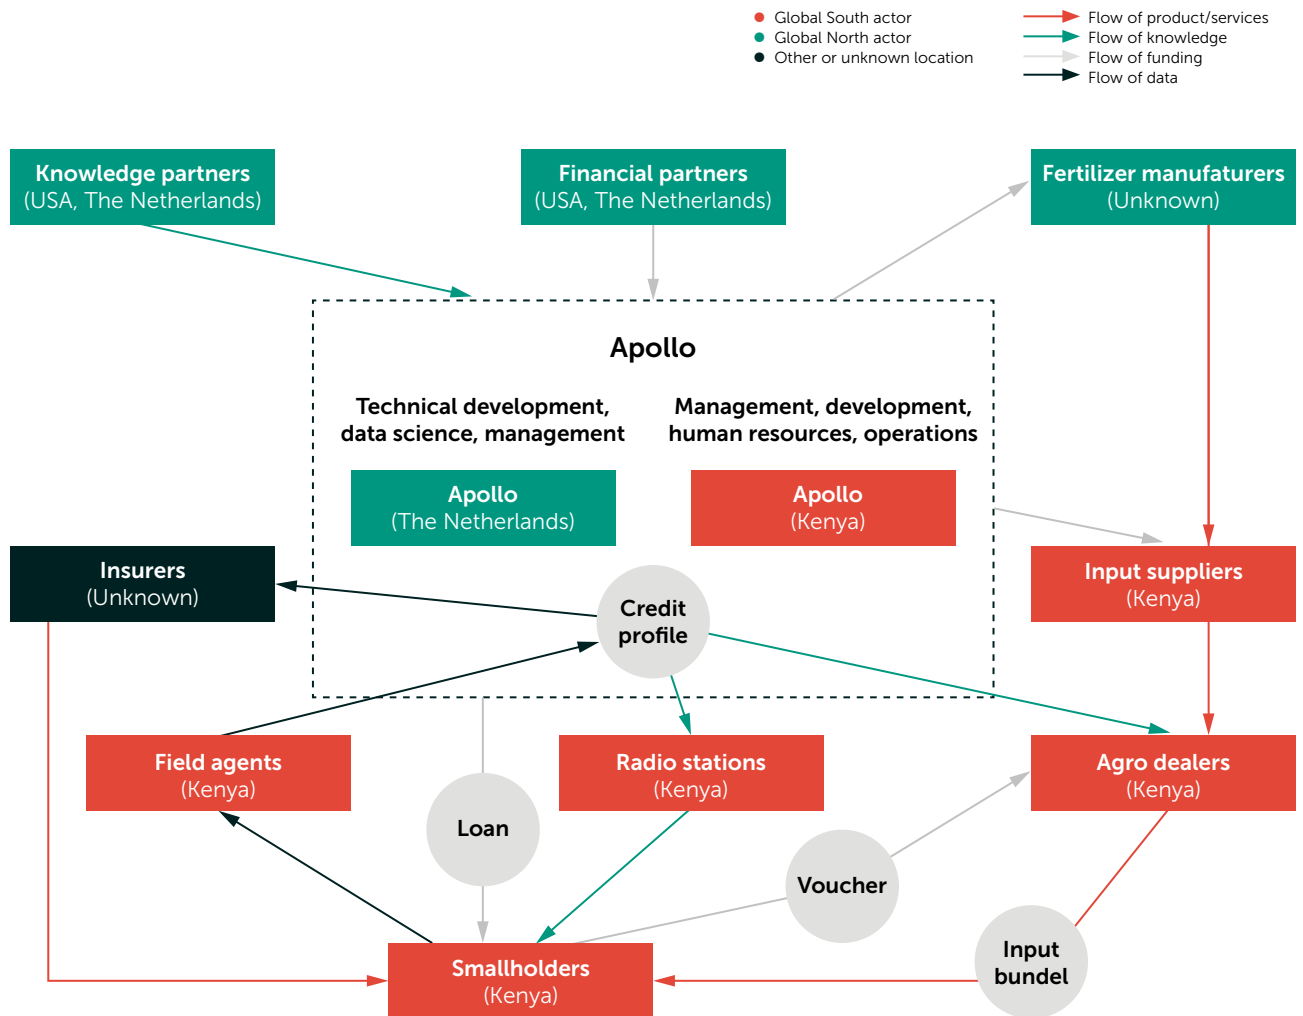 Global South actor
Global North actor
Other or unknown location
Flow of product/services
Flow of knowledge
Flow of funding
Flow of data
Knowledge partners
(USA, The Netherlands)
Financial partners
(USA, The Netherlands)
Fertilizer manufaturers
(Unknown)
Apollo
Technical development,
data science, management
Management, development,
human resources, operations
Apollo
(The Netherlands)
Apollo
(Kenya)
Insurers
(Unknown)
Credit
profile
Input suppliers
(Kenya)
Field agents
(Kenya)
Radio stations
(Kenya)
Agro dealers
(Kenya)
Loan
Voucher
Input
bundel
Smallholders
(Kenya)